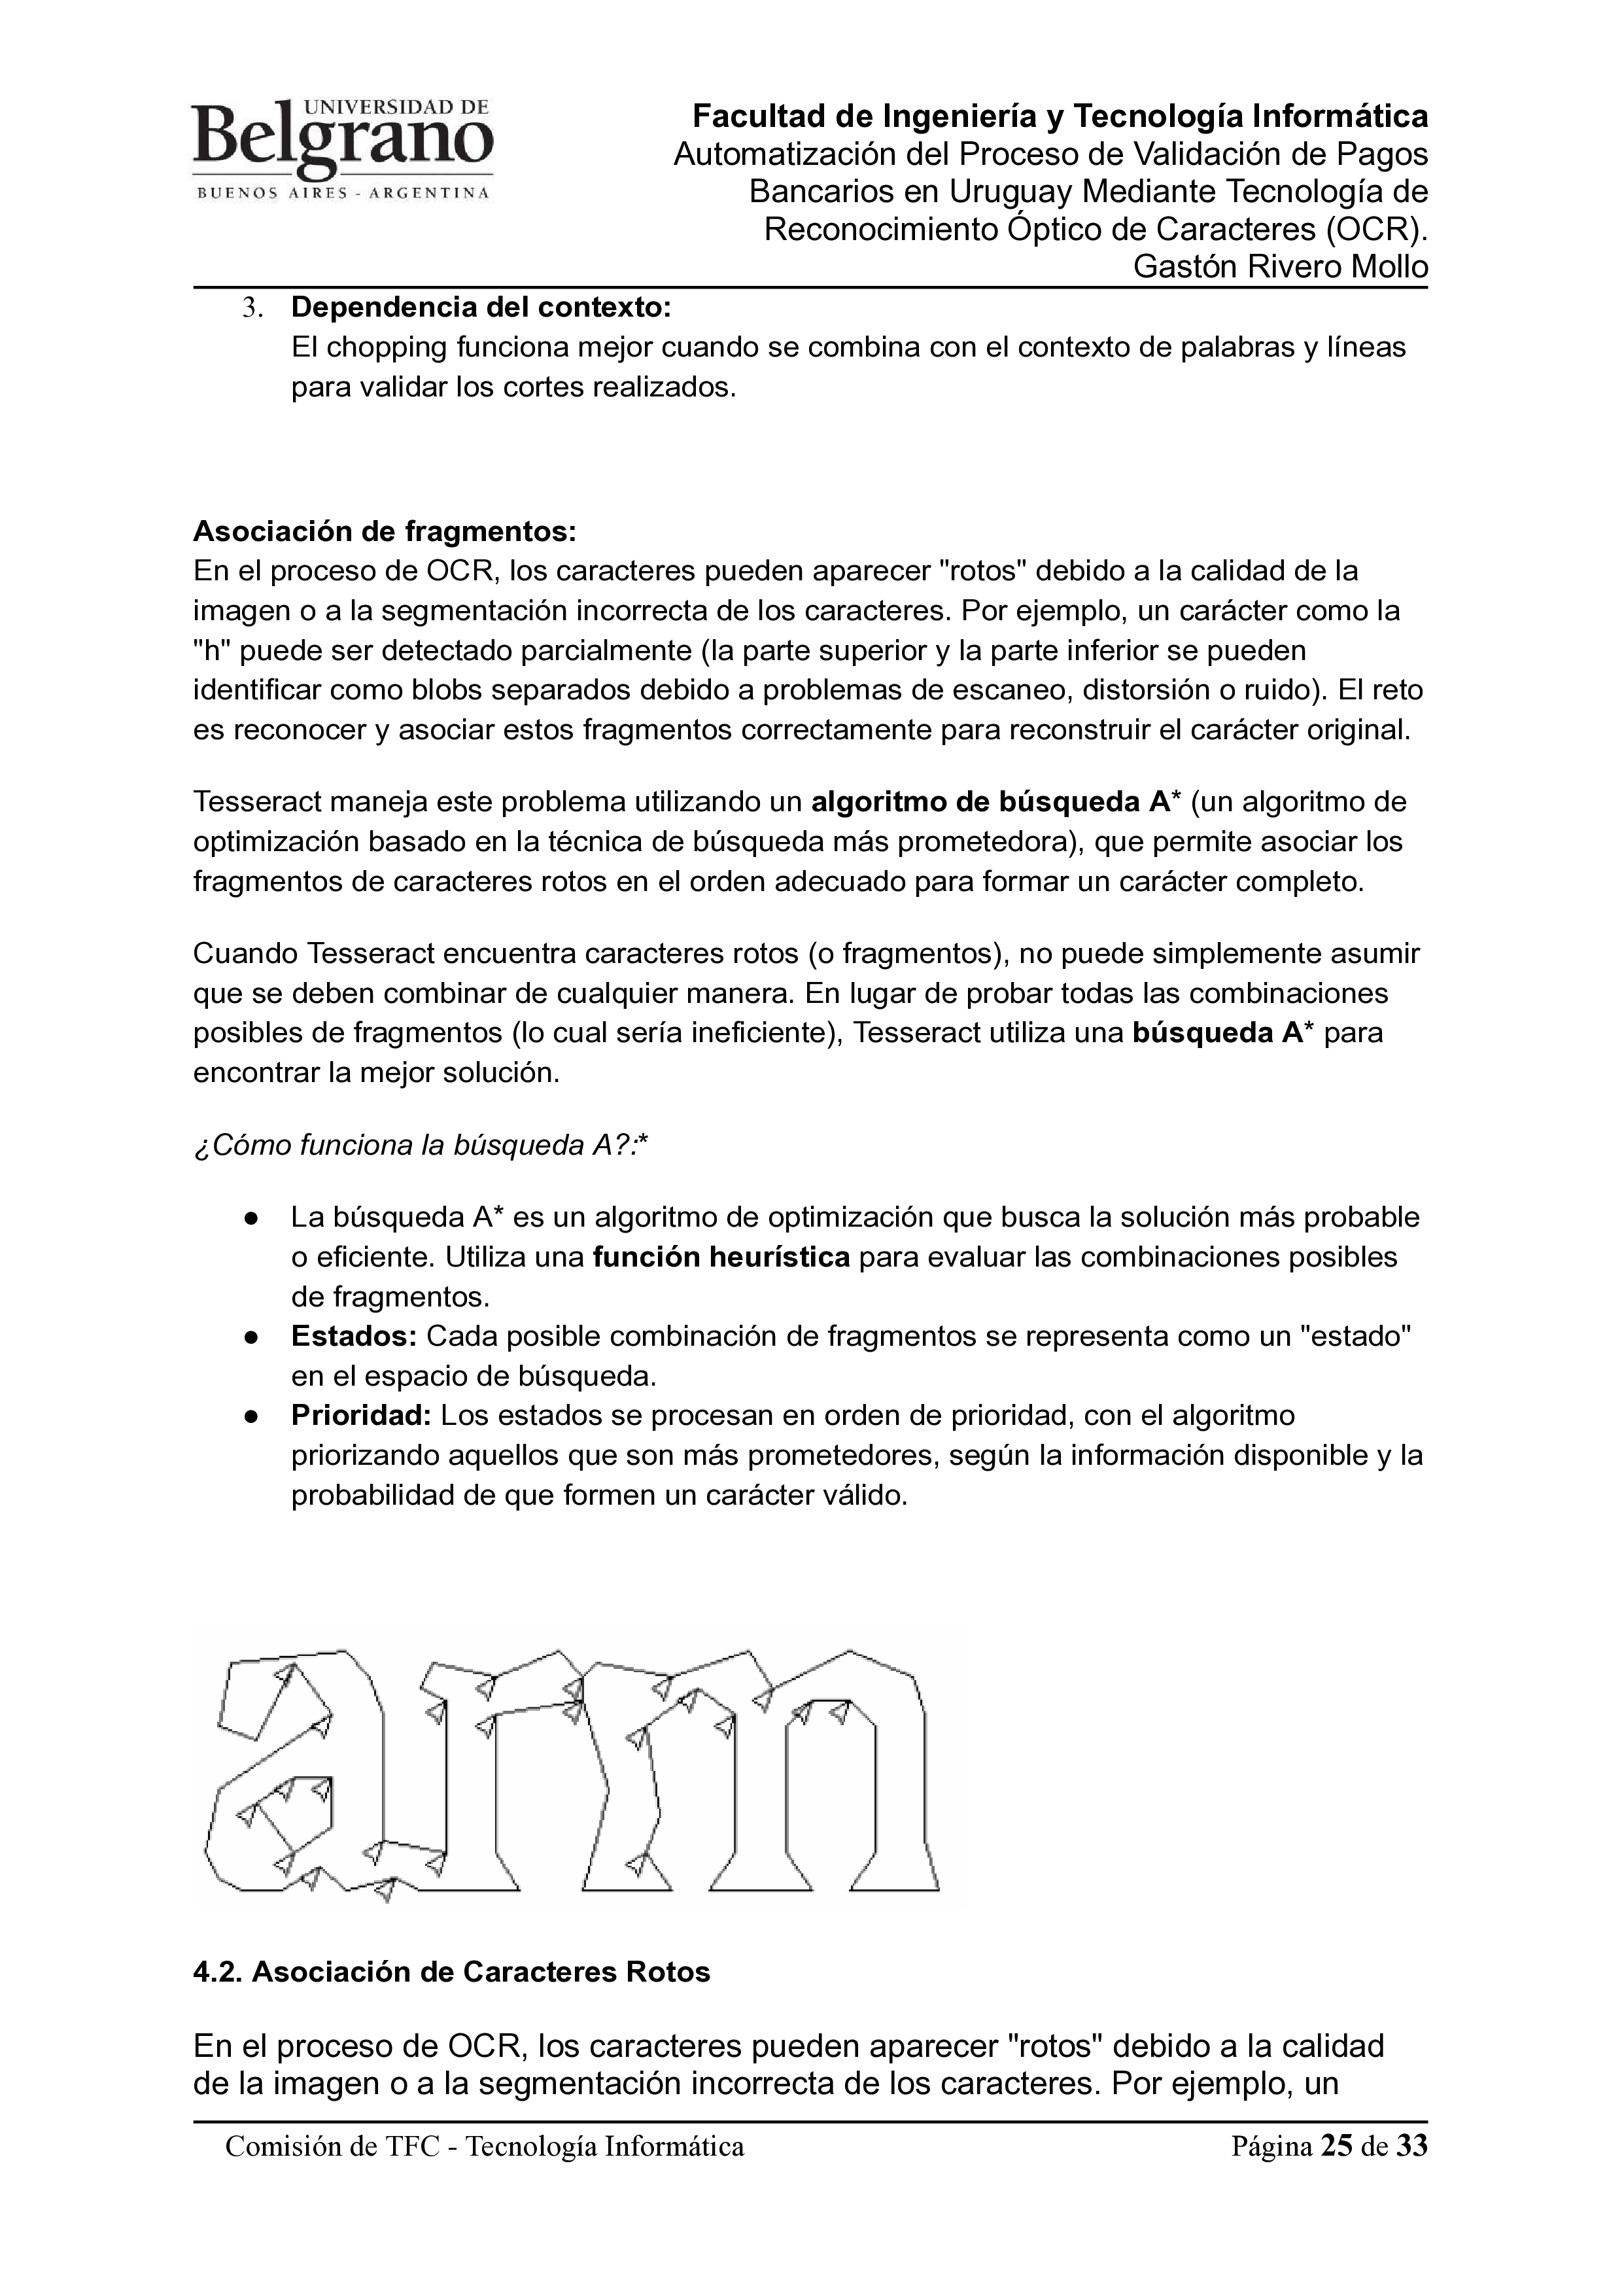 UNIVERSIDAD DE
Belgrano
BUENOS AIRES - ARGENTINA
Facultad de Ingeniería y Tecnología Informática
Automatización del Proceso de Validación de Pagos
Bancarios en Uruguay Mediante Tecnología de
Reconocimiento Óptico de Caracteres (OCR).
Gastón Rivero Mollo
3. Dependencia del contexto:
El chopping funciona mejor cuando se combina con el contexto de palabras y líneas
para validar los cortes realizados.
Asociación de fragmentos:
En el proceso de OCR, los caracteres pueden aparecer "rotos" debido a la calidad de la
imagen o a la segmentación incorrecta de los caracteres. Por ejemplo, un carácter como la
"h" puede ser detectado parcialmente (la parte superior y la parte inferior se pueden
identificar como blobs separados debido a problemas de escaneo, distorsión o ruido). El reto
es reconocer y asociar estos fragmentos correctamente para reconstruir el carácter original.
Tesseract maneja este problema utilizando un algoritmo de búsqueda A* (un algoritmo de
optimización basado en la técnica de búsqueda más prometedora), que permite asociar los
fragmentos de caracteres rotos en el orden adecuado para formar un carácter completo.
Cuando Tesseract encuentra caracteres rotos (o fragmentos), no puede simplemente asumir
que se deben combinar de cualquier manera. En lugar de probar todas las combinaciones
posibles de fragmentos (lo cual sería ineficiente), Tesseract utiliza una búsqueda A* para
encontrar la mejor solución.
¿Cómo funciona la búsqueda A?:*
● La búsqueda A* es un algoritmo de optimización que busca la solución más probable
o eficiente. Utiliza una función heurística para evaluar las combinaciones posibles
de fragmentos.
● Estados: Cada posible combinación de fragmentos se representa como un "estado"
en el espacio de búsqueda.
● Prioridad: Los estados se procesan en orden de prioridad, con el algoritmo
priorizando aquellos que son más prometedores, según la información disponible y la
probabilidad de que formen un carácter válido.
arm
4.2. Asociación de Caracteres Rotos
En el proceso de OCR, los caracteres pueden aparecer "rotos" debido a la calidad
de la imagen o a la segmentación incorrecta de los caracteres. Por ejemplo, un
Comisión de TFC - Tecnología Informática Página 25 de 33